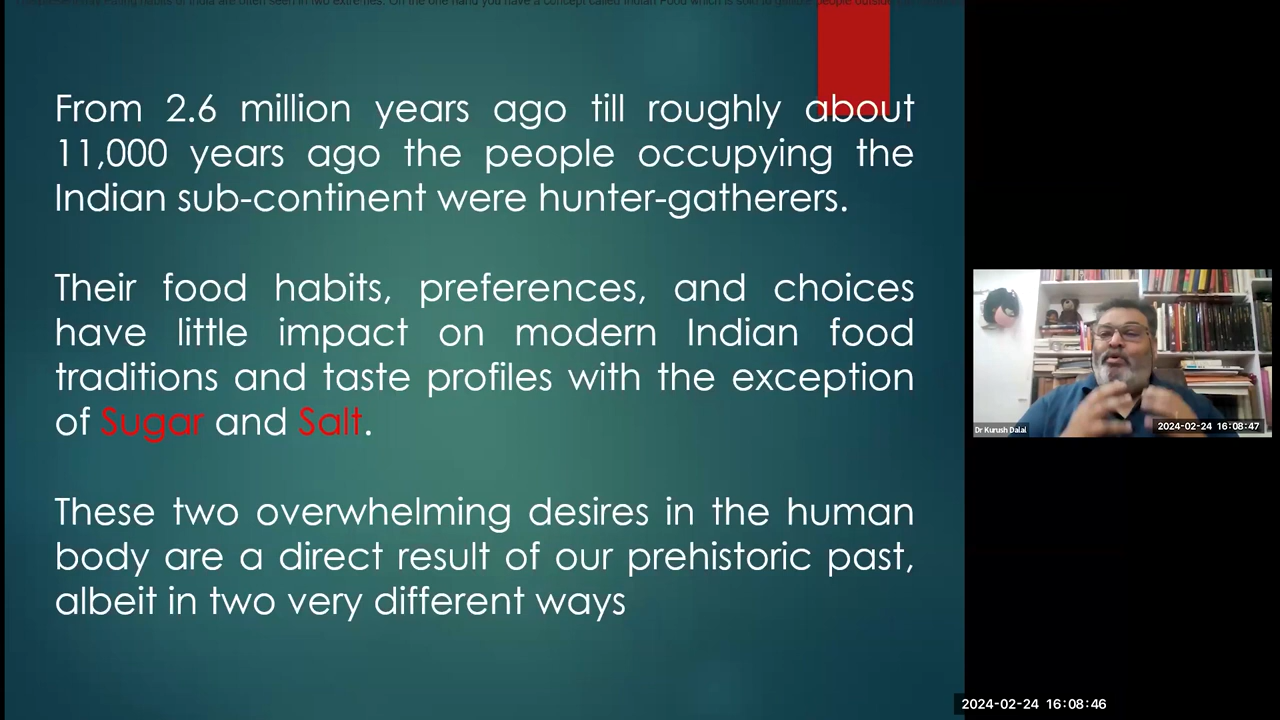 From 2.6 million years ago till roughly about
11,000 years ago the people occupying the
Indian sub-continent were hunter-gatherers.
Their food habits, preferences, and choices
have little impact on modern Indian food
traditions and taste profiles with the exception
of Sugar and Salt.
These two overwhelming desires in the human
body are a direct result of our prehistoric past,
albeit in two very different ways
Dr Kurush Dalal
2024-02-24 16:08:47
2024-02-24 16:08:46